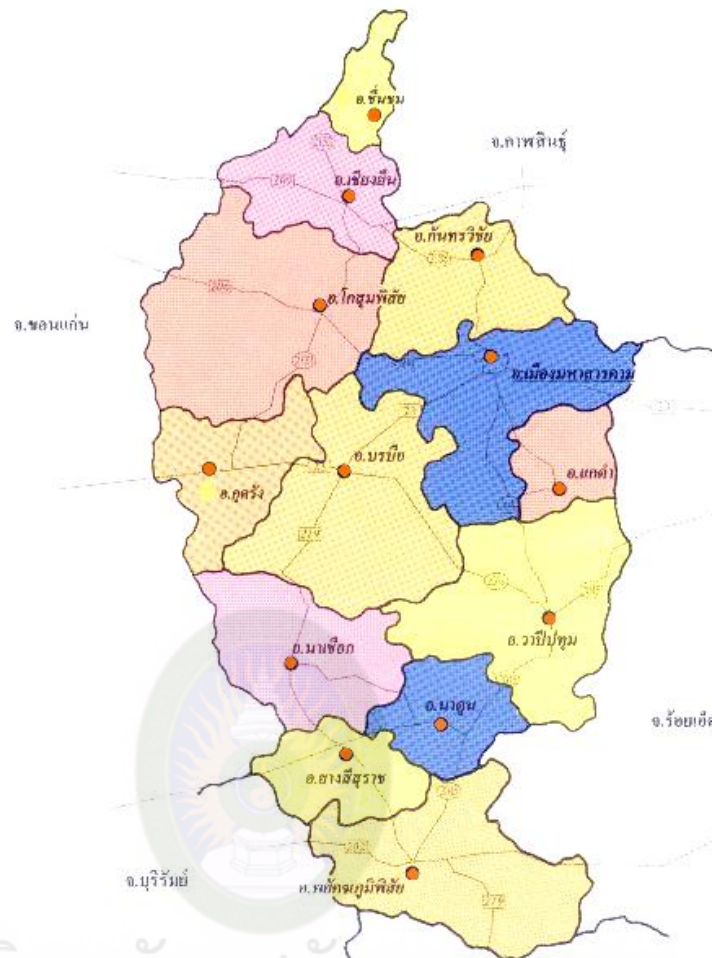 อ.ชื่นชม
จ.กาฬสินธุ์
อ.เชียงยืน
อ.กันทรวิชัย
อ.โกสุมพิสัย
จ.ขอนแก่น
อ.เมืองมหาสารคาม
อ.บรบือ
อ.แกดำ
อ.กุดรัง
219
อ.วาปีปทุม
อ.นาเชือก
อ.นาดูน
จ.ร้อยเอ็ด
อ.ยางสีสุราช
จ.บุรีรัมย์
อ.พยัคฆภูมิพิสัย
219